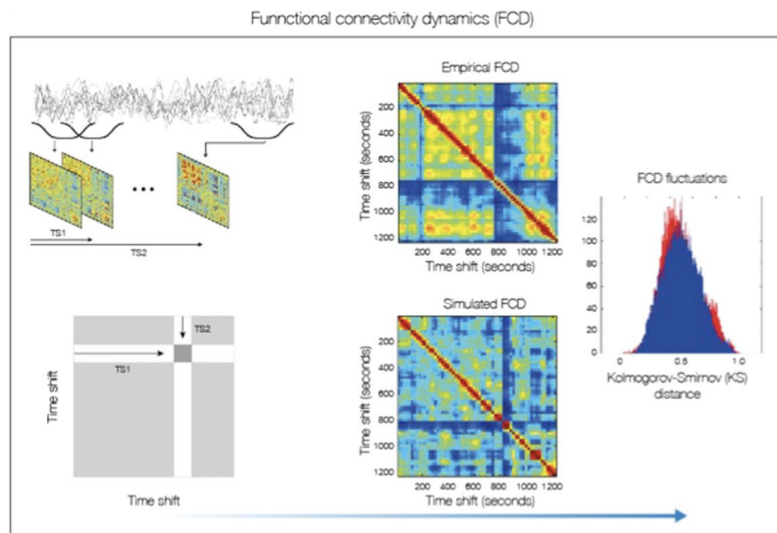 Funnctional connectivity dynamics (FCD)
TS1
TS2
TS2
TS1
Time shift
Time shift
Empirical FCD
Time shift (seconds)
200
400
600
800
1000
1200
200 400 600 800 1000 1200
Time shift (seconds)
Simulated FCD
Time shift (seconds)
200
400
600
800
1000
1200
200 400 600 800 1000 1200
Time shift (seconds)
FCD fluctuations
120
100
80
60
40
20
0
0 0.5 1.0
Kolmogorov-Smirnov (KS)
distance